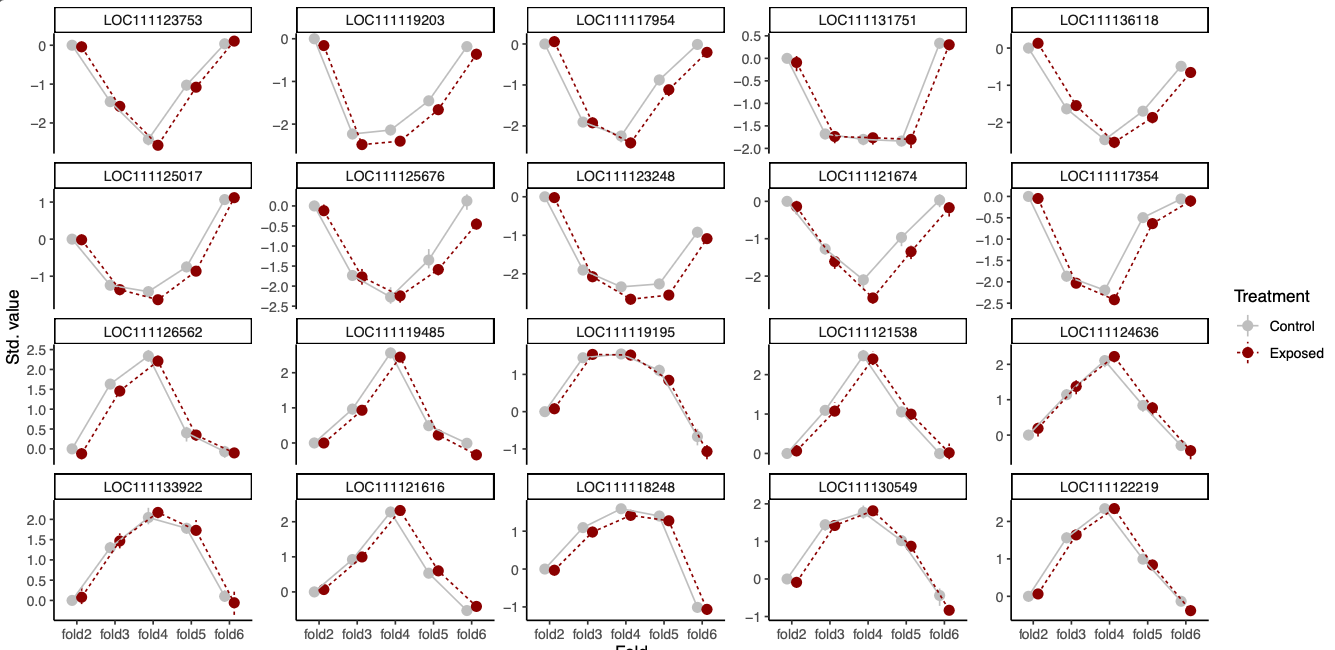 LOC111123753 LOC111119203 LOC111117954 LOC111131751 LOC111136118
0 −1 −2
0 −1 −2
0 −1 −2
0.5 0.0 −0.5 −1.0 −1.5 −2.0
0 −1 −2
LOC111125017 LOC111125676 LOC111123248 LOC111121674 LOC111117354
1 0 −1
0.0 −0.5 −1.0 −1.5 −2.0 −2.5
0 −1 −2
0 −1 −2
0.0 −0.5 −1.0 −1.5 −2.0 −2.5
Std. value
LOC111126562 LOC111119485 LOC111119195 LOC111121538 LOC111124636
2.5 2.0 1.5 1.0 0.5 0.0
2 1 0
1 0 −1
2 1 0
2 1 0
LOC111133922 LOC111121616 LOC111118248 LOC111130549 LOC111122219
2.0 1.5 1.0 0.5 0.0
2 1 0
1 0 −1
2 1 0 −1
2 1 0
fold2 fold3 fold4 fold5 fold6 fold2 fold3 fold4 fold5 fold6 fold2 fold3 fold4 fold5 fold6 fold2 fold3 fold4 fold5 fold6 fold2 fold3 fold4 fold5 fold6
Treatment
Control
Exposed